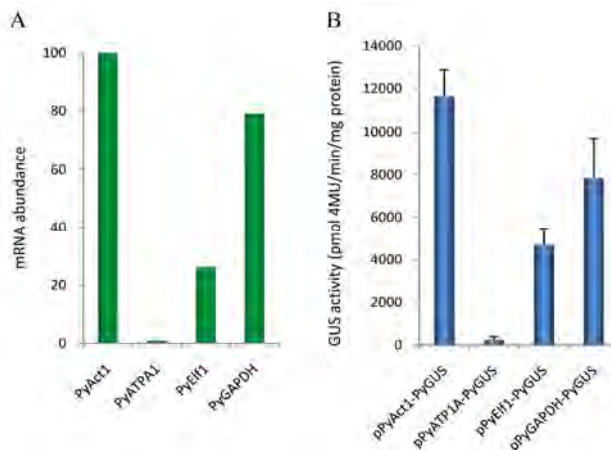 A
mRNA abundance
100
80
60
40
20
0
PyAct1
PyATPA1
PyElf1
PyGAPDH
B
GUS activity (pmol 4MU/min/mg protein)
14000
12000
10000
8000
6000
4000
2000
0
pPyAct1-PyGUS
pPyATP1A-PyGUS
pPyElf1-PyGUS
pPyGAPDH-PyGUS